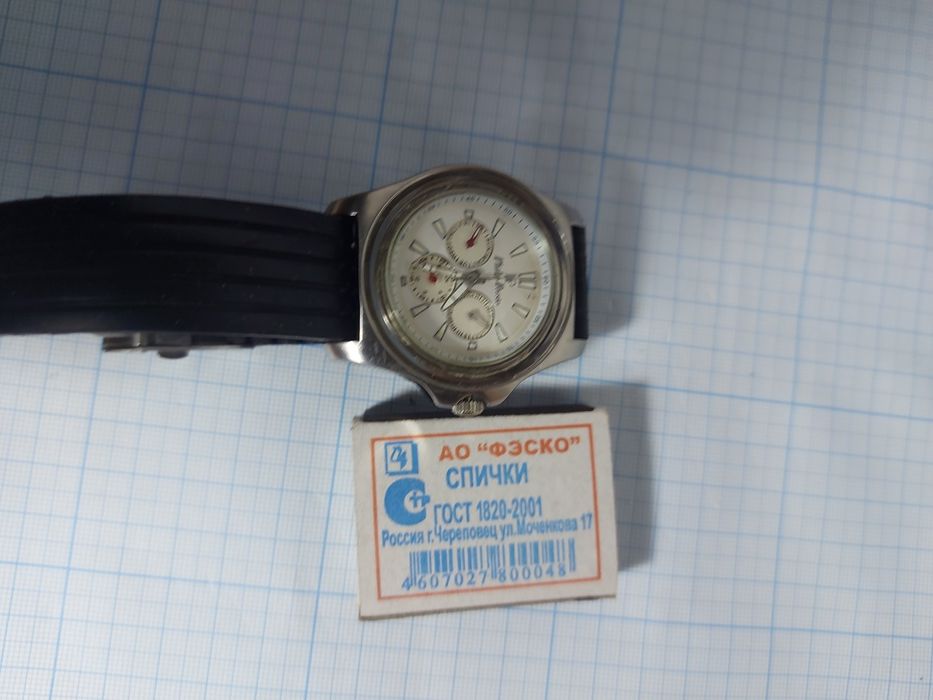 АО "ФЭСКО"
СПИЧКИ
ГОСТ 1820-2001
Россия г.Череповец ул.Моченкова 17
4607027800048